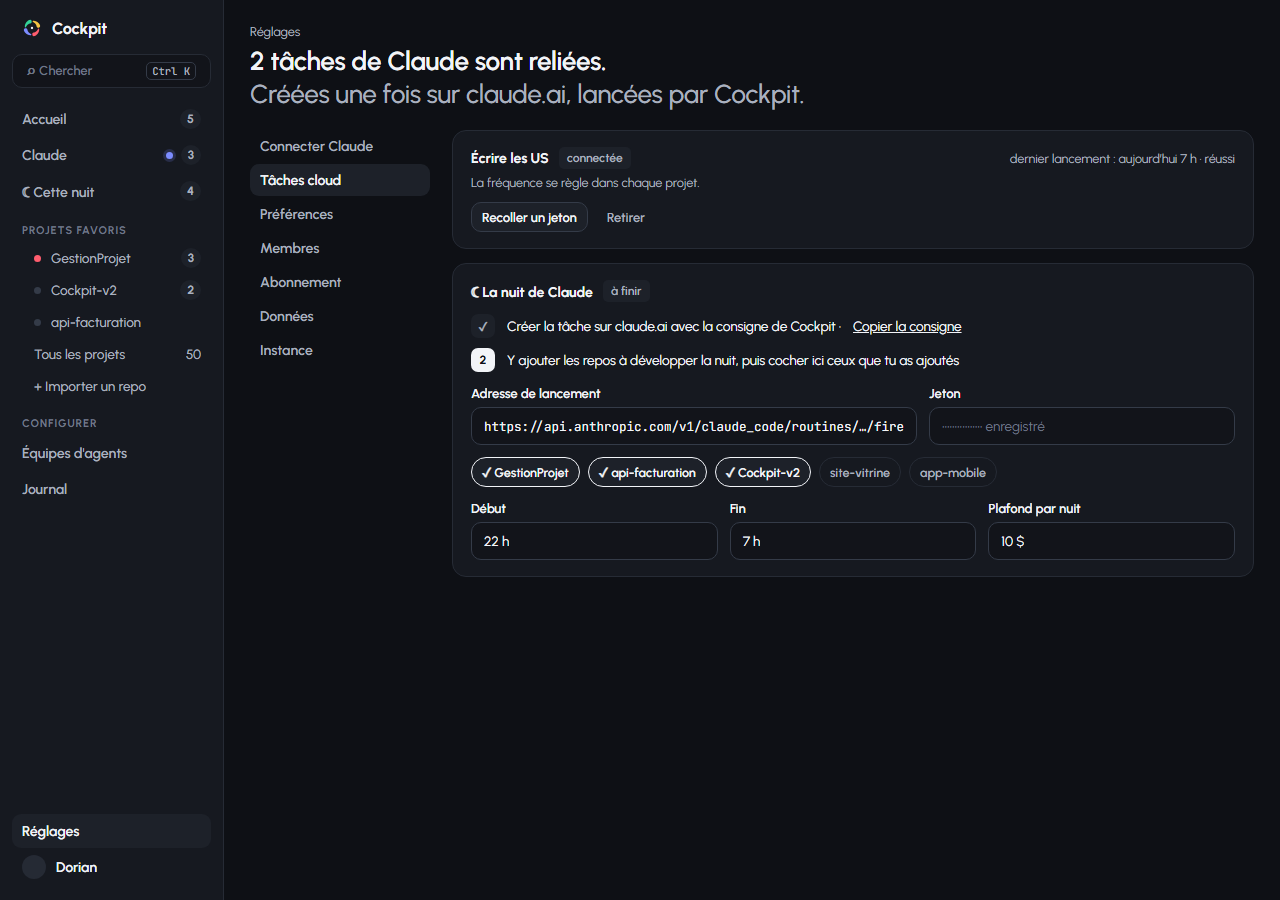 Cockpit
Chercher Ctrl K
Accueil 5
Claude 3
Cette nuit 4
PROJETS FAVORIS
GestionProjet 3
Cockpit-v2 2
api-facturation
Tous les projets 50
+ Importer un repo
CONFIGURER
Équipes d'agents
Journal
Réglages
Dorian
Réglages
2 tâches de Claude sont reliées.
Créées une fois sur claude.ai, lancées par Cockpit.
Connecter Claude
Tâches cloud
Préférences
Membres
Abonnement
Données
Instance
Écrire les US connectée dernier lancement : aujourd'hui 7 h · réussi
La fréquence se règle dans chaque projet.
Recoller un jeton Retirer
La nuit de Claude à finir
✓ Créer la tâche sur claude.ai avec la consigne de Cockpit · Copier la consigne
2 Y ajouter les repos à développer la nuit, puis cocher ici ceux que tu as ajoutés
Adresse de lancement Jeton
https://api.anthropic.com/v1/claude_code/routines/…/fire ················ enregistré
✓ GestionProjet ✓ api-facturation ✓ Cockpit-v2 site-vitrine app-mobile
Début Fin Plafond par nuit
22 h 7 h 10 $